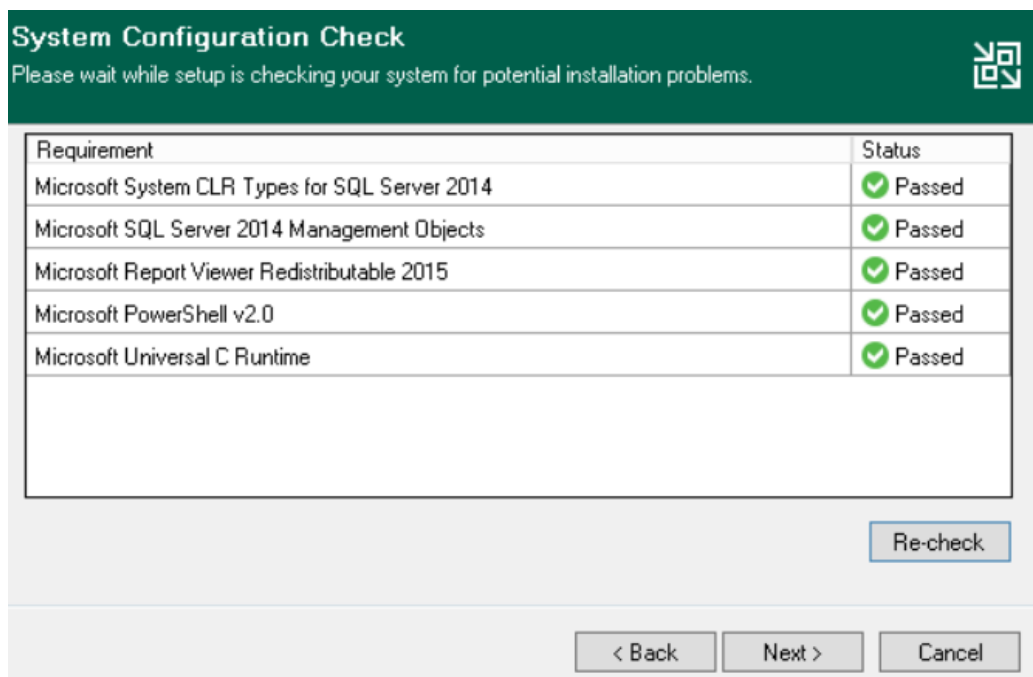 System Configuration Check
Please wait while setup is checking your system for potential installation problems.
Requirement Status
Microsoft System CLR Types for SQL Server 2014 Passed
Microsoft SQL Server 2014 Management Objects Passed
Microsoft Report Viewer Redistributable 2015 Passed
Microsoft PowerShell v2.0 Passed
Microsoft Universal C Runtime Passed
Re-check
< Back Next > Cancel